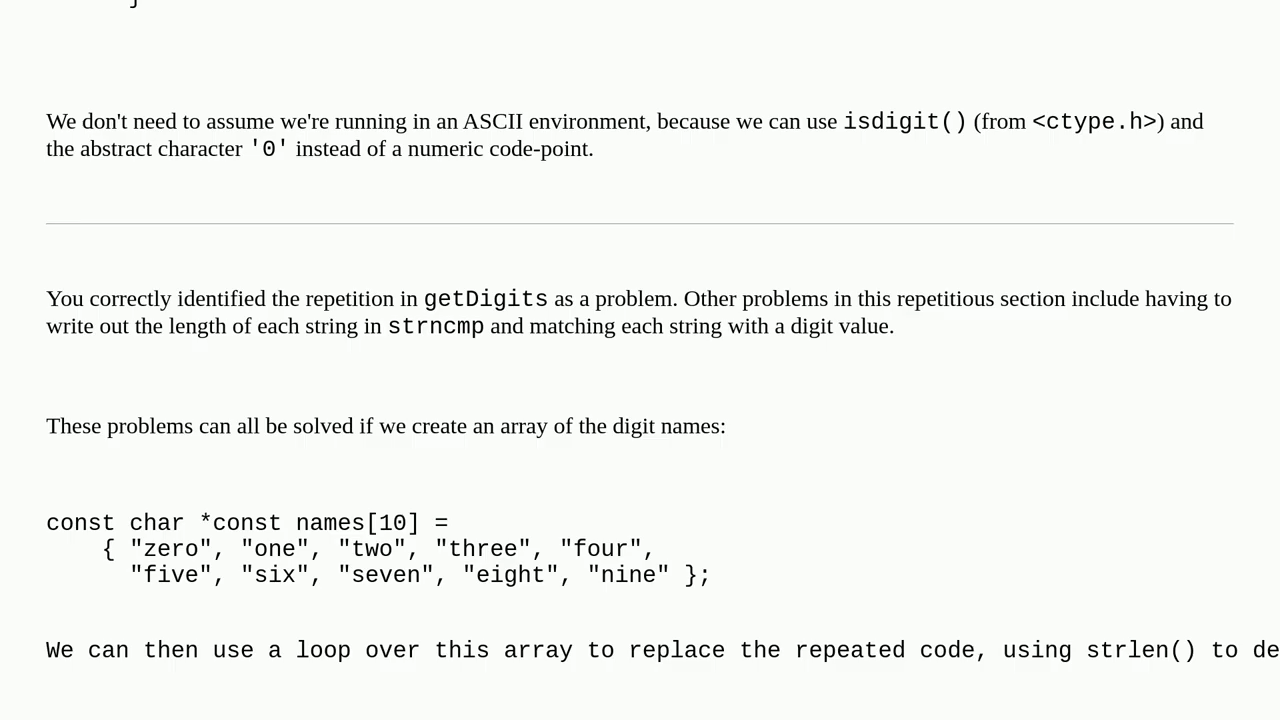 }
We don't need to assume we're running in an ASCII environment, because we can use isdigit() (from <ctype.h>) and
the abstract character '0' instead of a numeric code-point.
You correctly identified the repetition in getDigits as a problem. Other problems in this repetitious section include having to
write out the length of each string in strncmp and matching each string with a digit value.
These problems can all be solved if we create an array of the digit names:
const char *const names[10] =
    { "zero", "one", "two", "three", "four",
      "five", "six", "seven", "eight", "nine" };
We can then use a loop over this array to replace the repeated code, using strlen() to de